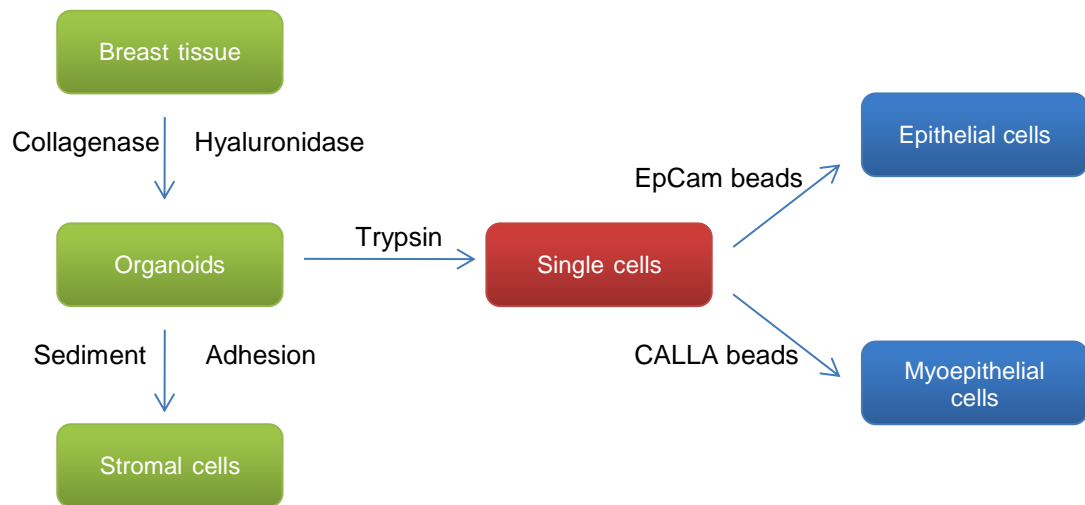 Breast tissue
Collagenase
Hyaluronidase
Epithelial cells
EpCam beads
Organoids
Trypsin
Single cells
Sediment
Adhesion
CALLA beads
Myoepithelial
cells
Stromal cells